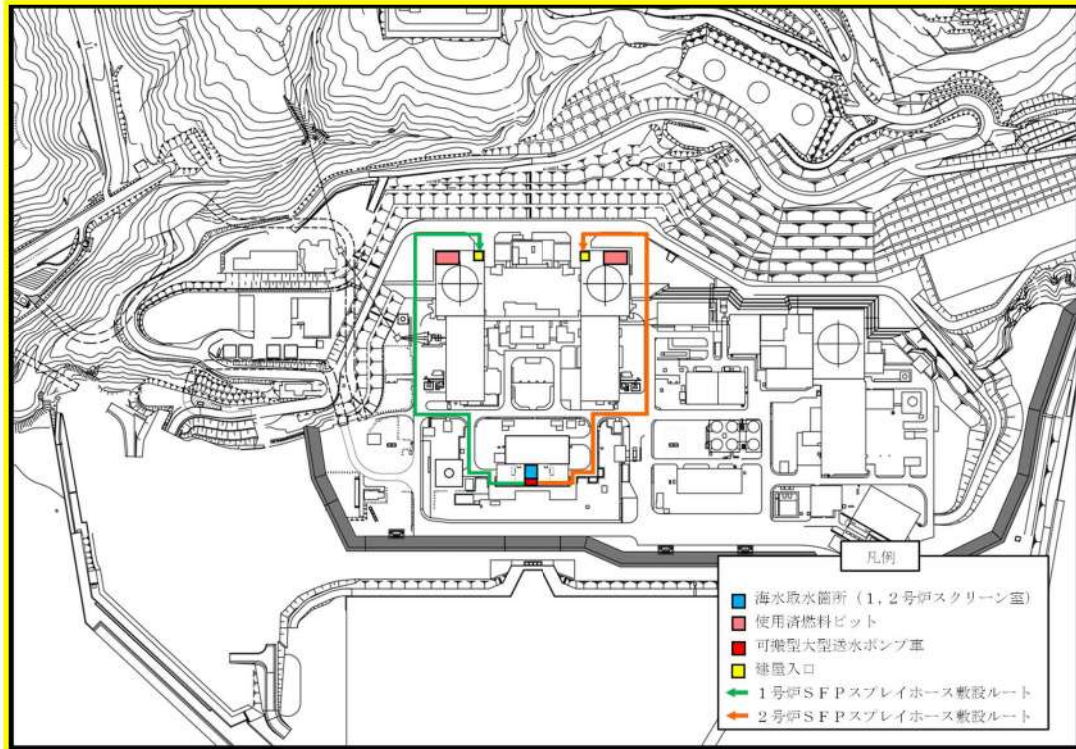 凡例
海水取水箇所（１，２号炉スクリーン室）
使用済燃料ピット
可搬型大型送水ポンプ車
建屋入口
１号炉ＳＦＰスプレイホース敷設ルート
２号炉ＳＦＰスプレイホース敷設ルート